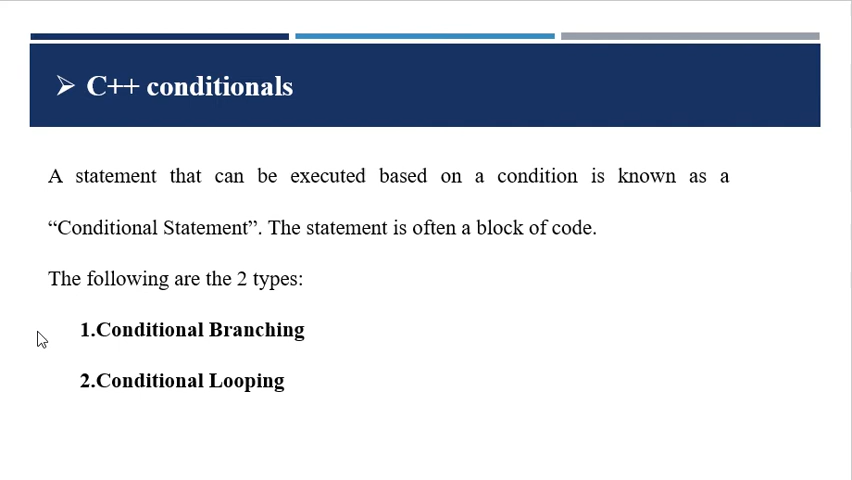 ➢ C++ conditionals
A statement that can be executed based on a condition is known as a
“Conditional Statement”. The statement is often a block of code.
The following are the 2 types:
1.Conditional Branching
2.Conditional Looping